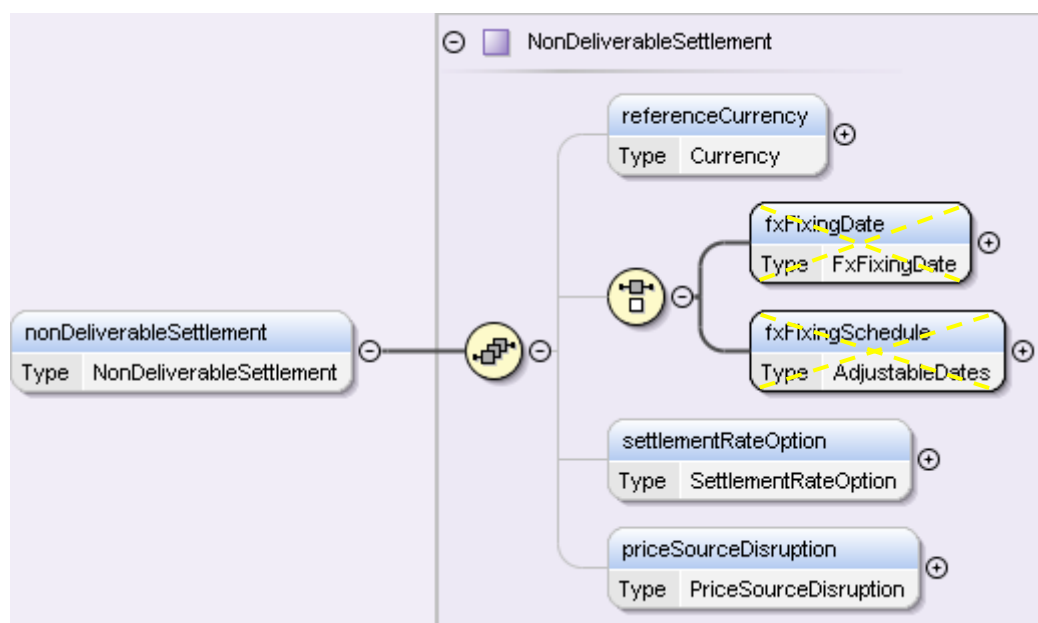 NonDeliverableSettlement
referenceCurrency
Type Currency
fxFixingDate
Type FxFixingDate
fxFixingSchedule
Type AdjustableDates
nonDeliverableSettlement
Type NonDeliverableSettlement
settlementRateOption
Type SettlementRateOption
priceSourceDisruption
Type PriceSourceDisruption